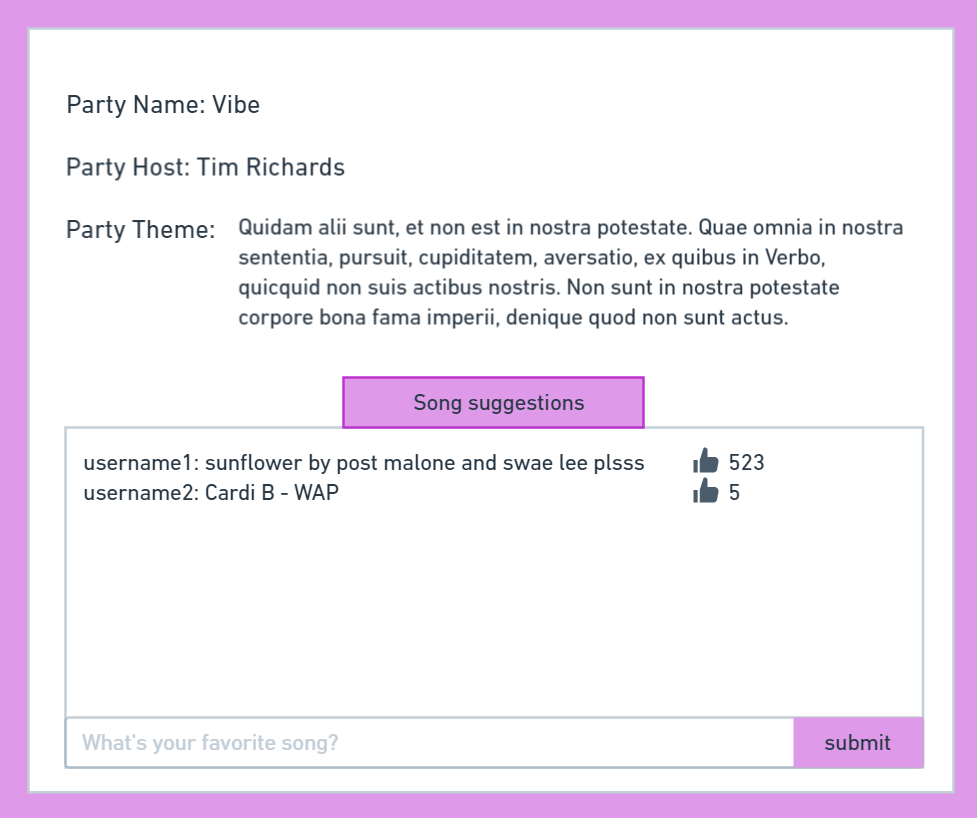 Party Name: Vibe
Party Host: Tim Richards
Party Theme: Quidam alii sunt, et non est in nostra potestate. Quae omnia in nostra
sententia, pursuit, cupiditatem, aversatio, ex quibus in Verbo,
quicquid non suis actibus nostris. Non sunt in nostra potestate
corpore bona fama imperii, denique quod non sunt actus.
Song suggestions
username1: sunflower by post malone and swae lee plsss 523
username2: Cardi B - WAP 5
What's your favorite song? submit